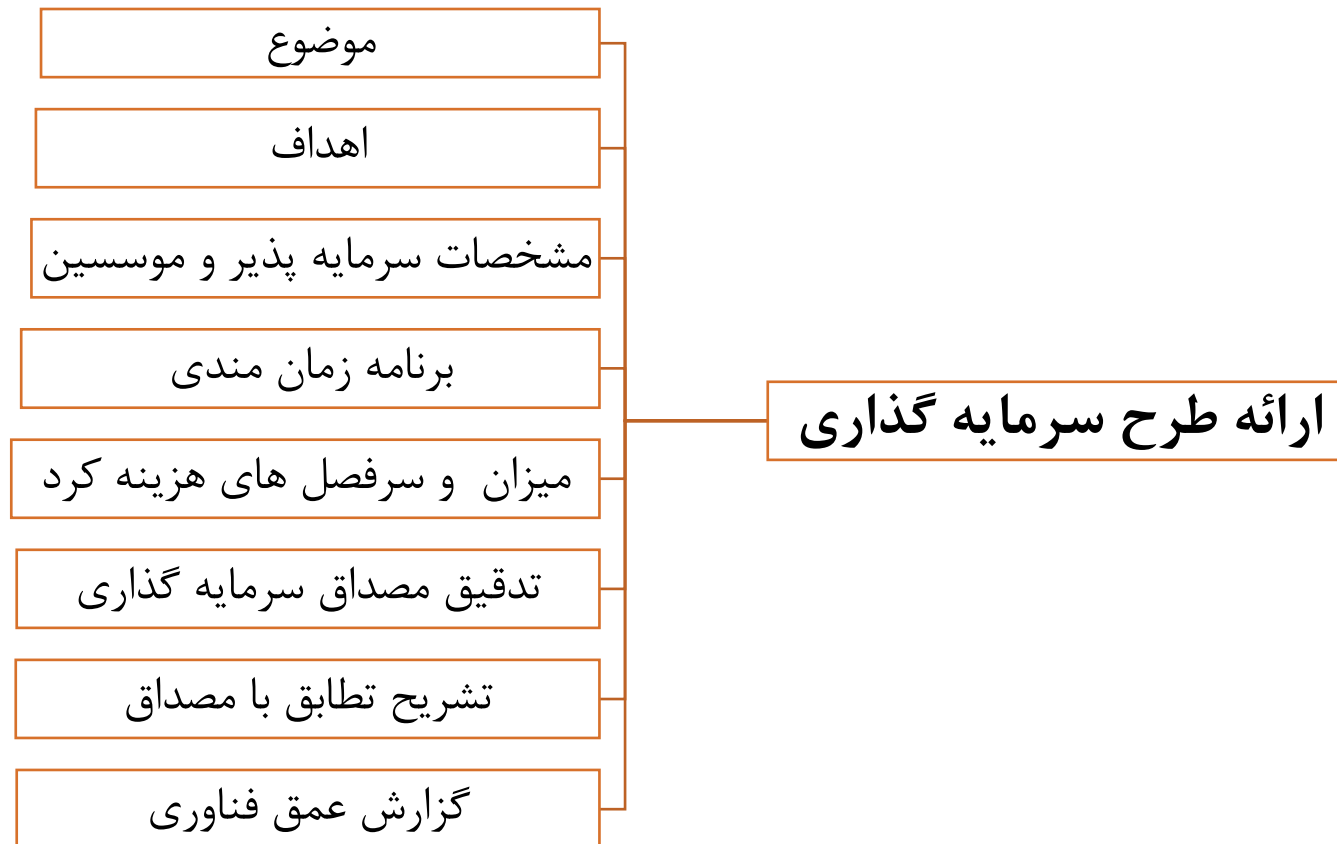 ارائه طرح سرمایه گذاری
موضوع
اهداف
مشخصات سرمایه پذیر و موسسین
برنامه زمان مندی
میزان و سرفصل های هزینه کرد
تدقیق مصداق سرمایه گذاری
تشریح تطابق با مصداق
گزارش عمق فناوری